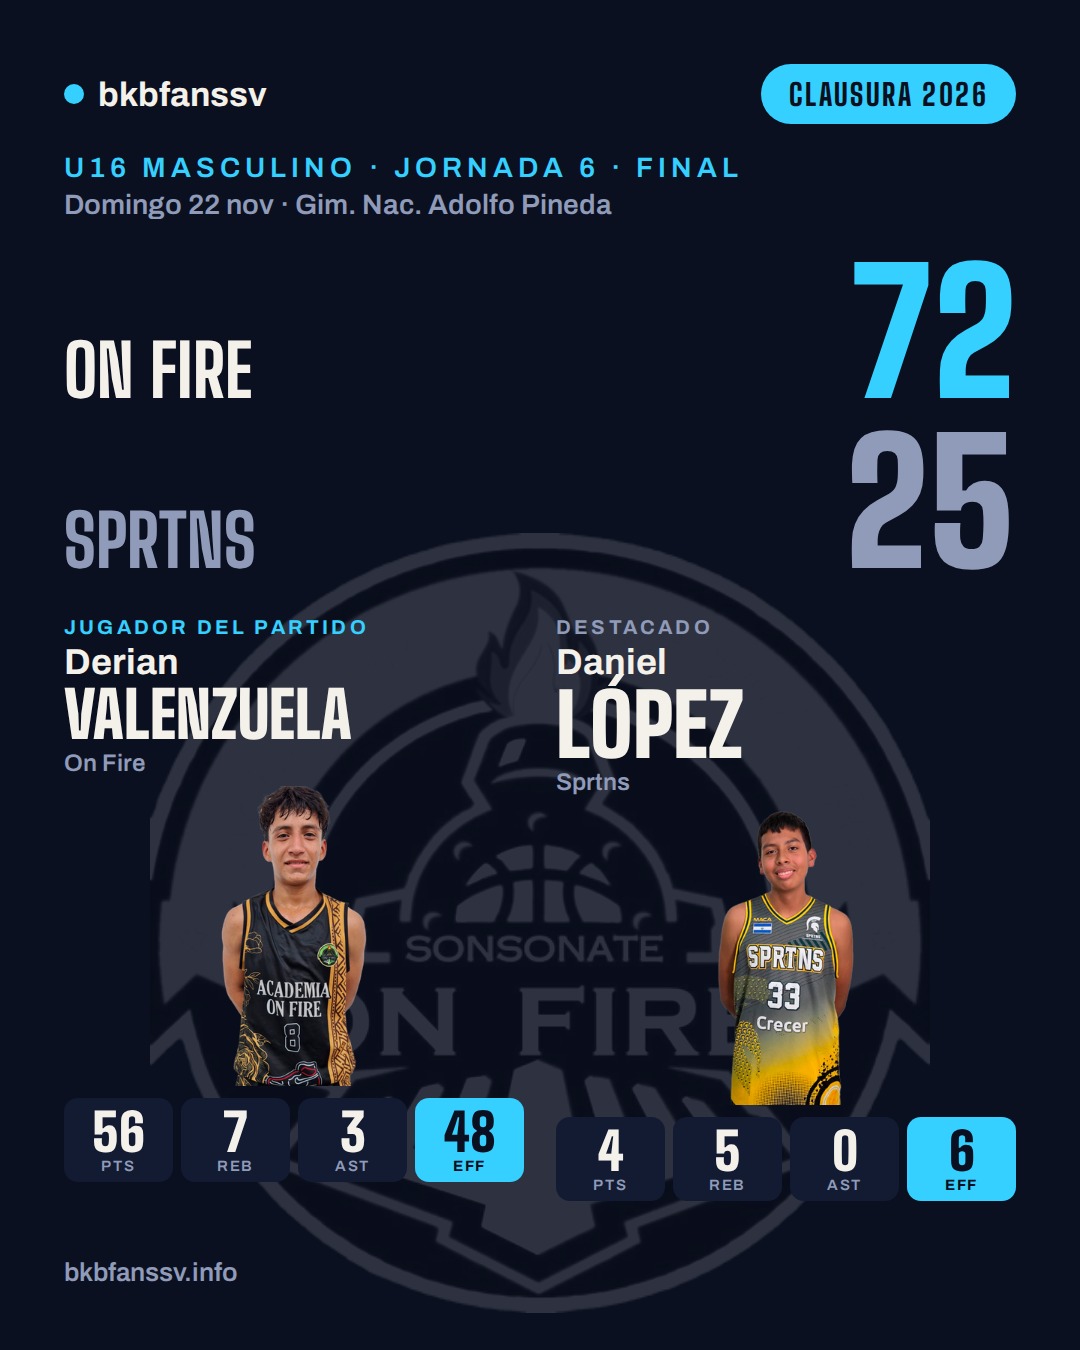 bkbfanssv
CLAUSURA 2026
U16 MASCULINO · JORNADA 6 · FINAL
Domingo 22 nov · Gim. Nac. Adolfo Pineda
ON FIRE
72
SPRTNS
25
JUGADOR DEL PARTIDO
Derian
VALENZUELA
On Fire
DESTACADO
Daniel
LÓPEZ
Sprtns
SONSONATE
ON FIRE
ACADEMIA
ON FIRE
8
MACA
SPRTNS
SPRTNS
33
Crecer
56
PTS
7
REB
3
AST
48
EFF
4
PTS
5
REB
0
AST
6
EFF
bkbfanssv.info